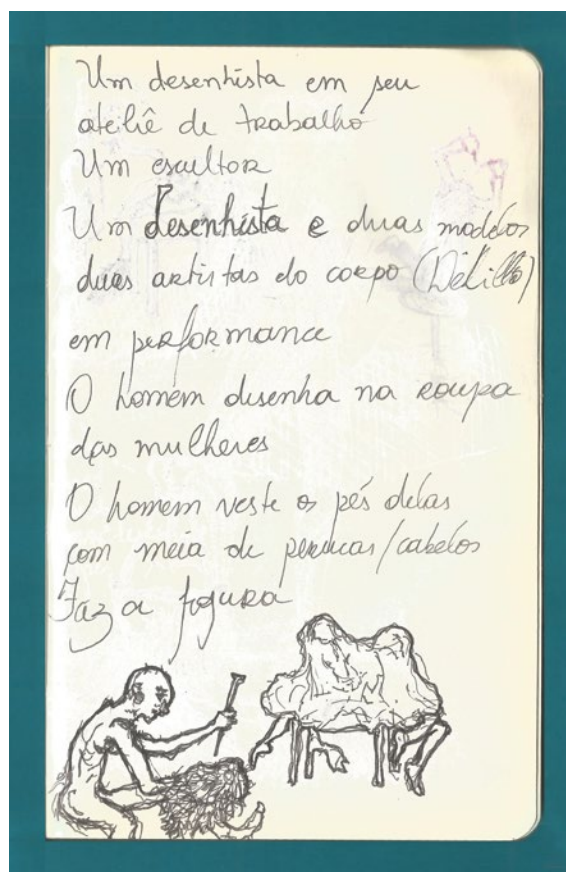 Um desenhista em seu
ateliê de trabalho
Um escultor
Um desenhista e duas modelos
duas artistas do corpo (Délillo)
em performance
O homem desenha na roupa
das mulheres
O homem veste os pés delas
com meia de perucas/cabelos
Faz a figura